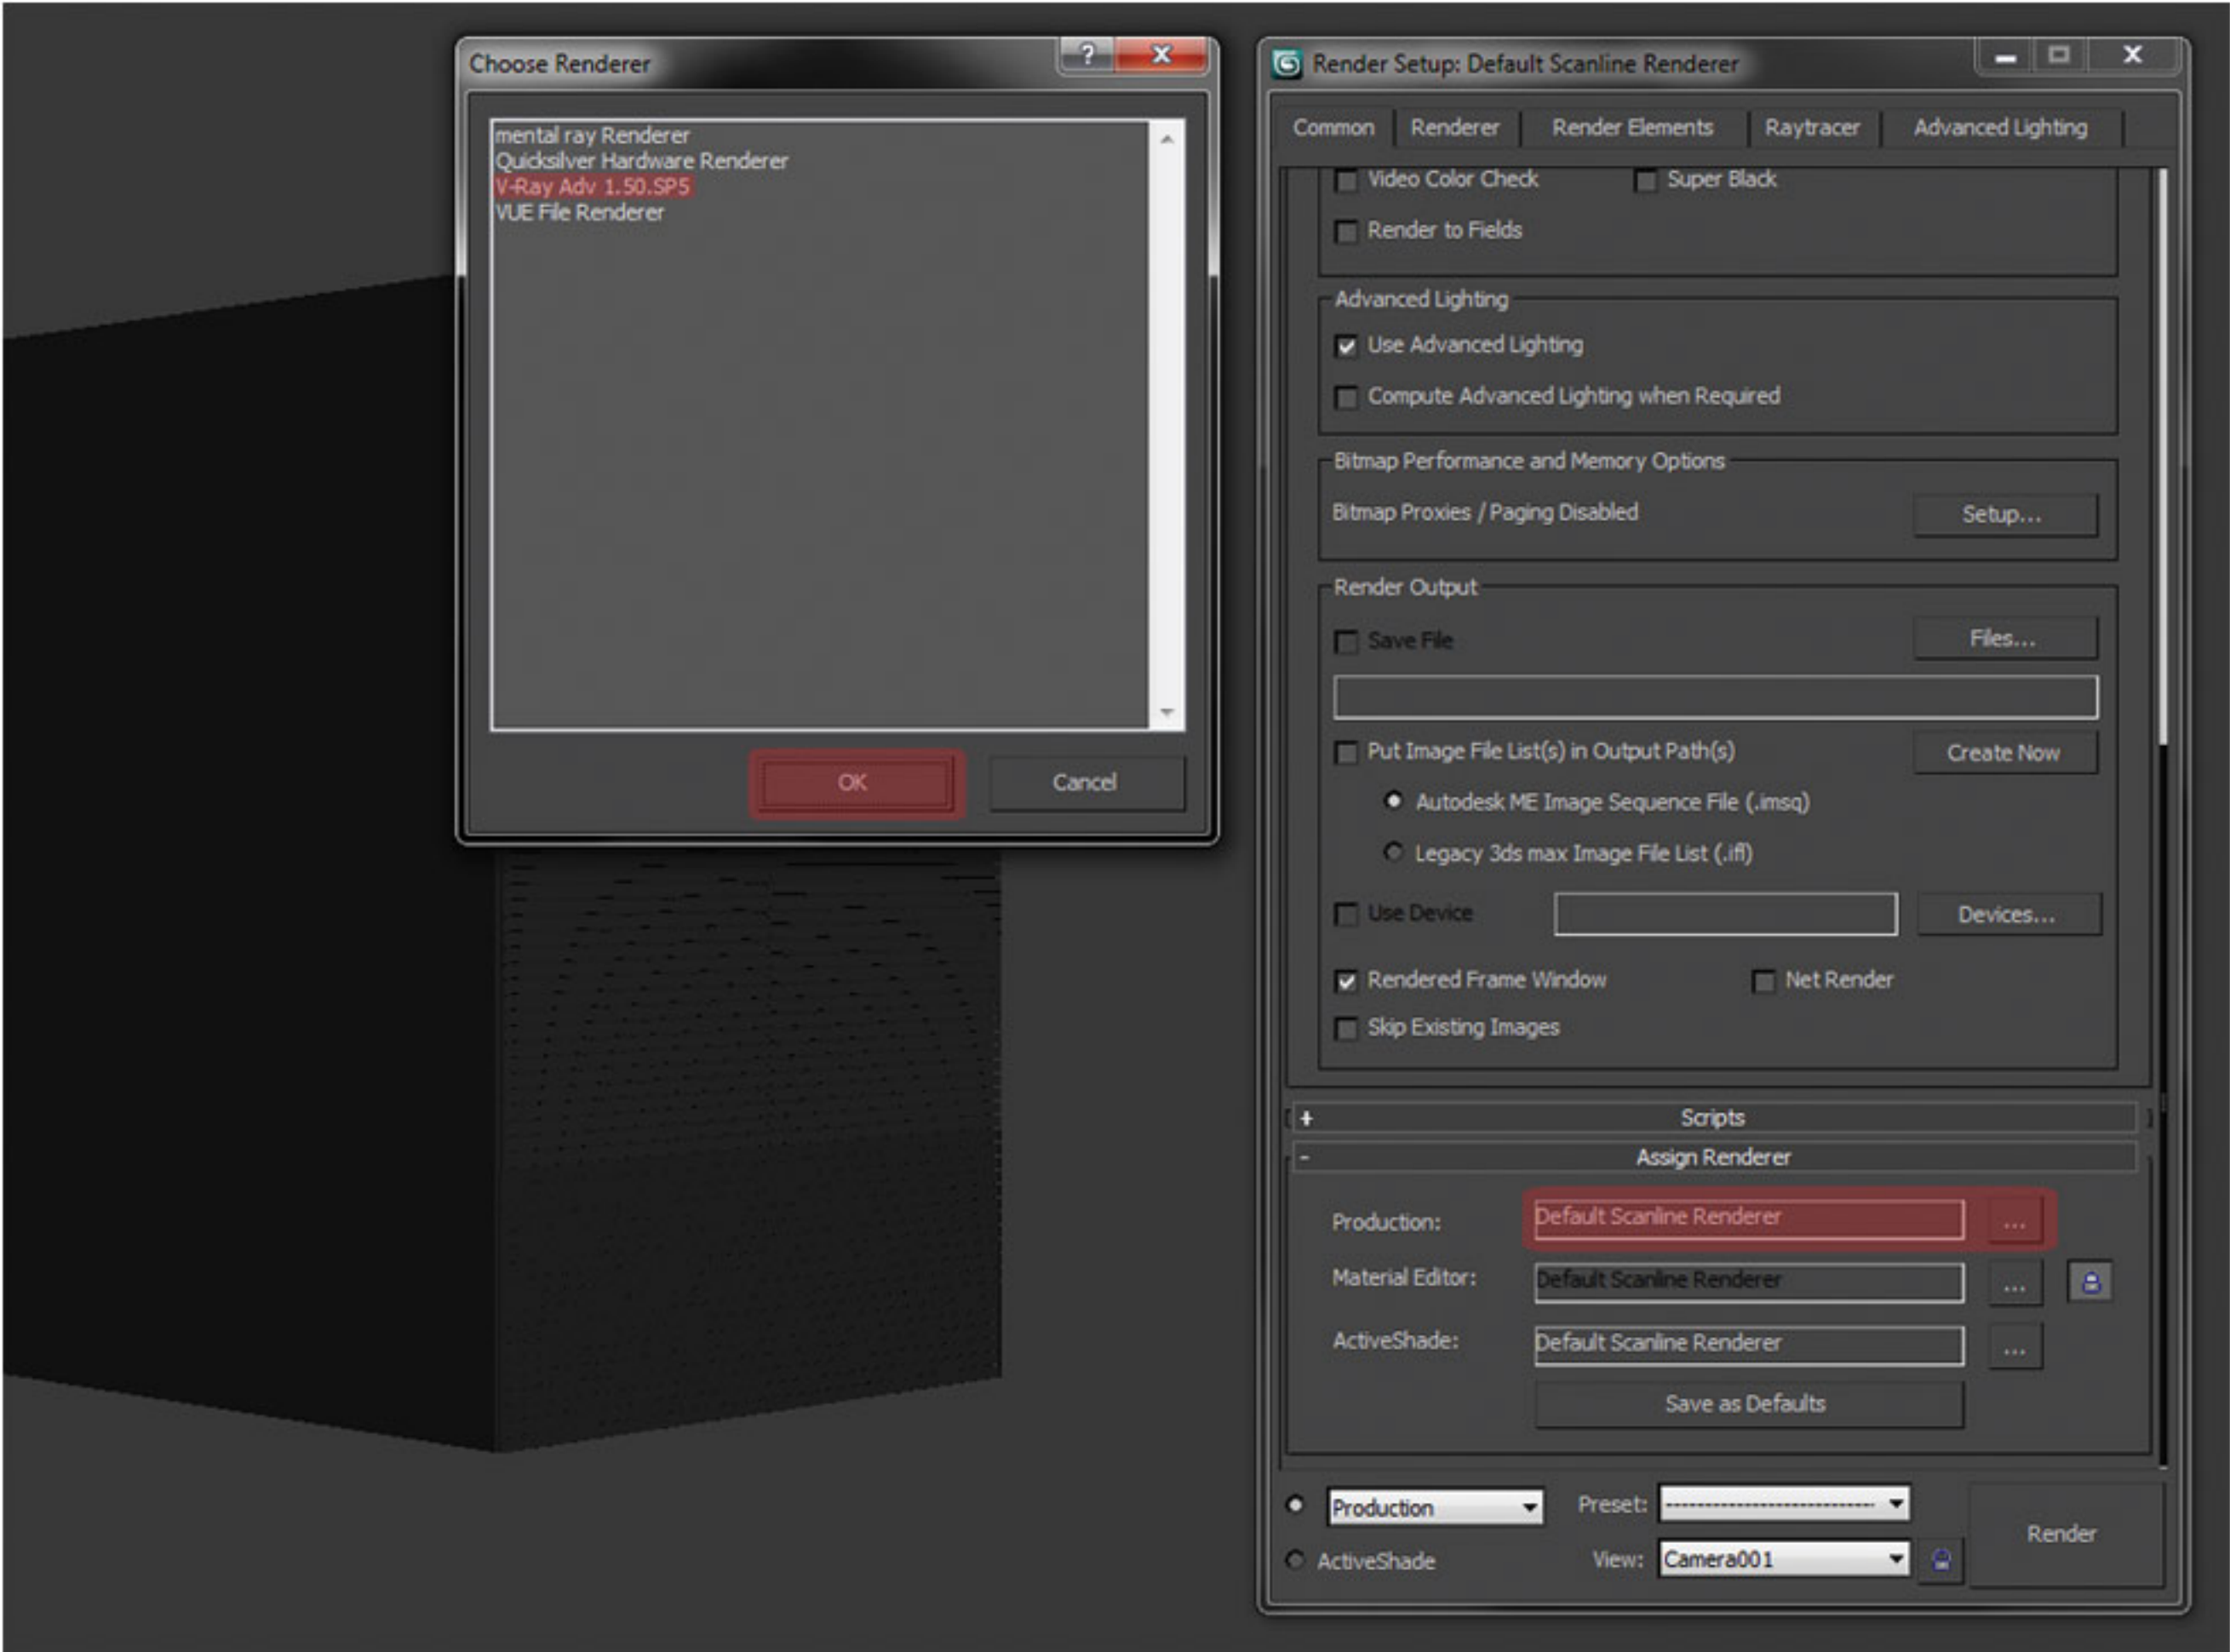 Choose Renderer
?
mental ray Renderer
Quicksilver Hardware Renderer
V-Ray Adv 1.50.SP5
VUE File Renderer
OK
Cancel
Render Setup: Default Scanline Renderer
Common Renderer Render Elements Raytracer Advanced Lighting
Video Color Check Super Black
Render to Fields
Advanced Lighting
Use Advanced Lighting
Compute Advanced Lighting when Required
Bitmap Performance and Memory Options
Bitmap Proxies / Paging Disabled Setup...
Render Output
Save File Files...
Put Image File List(s) in Output Path(s) Create Now
Autodesk ME Image Sequence File (.imsq)
Legacy 3ds max Image File List (.ifl)
Use Device Devices...
Rendered Frame Window Net Render
Skip Existing Images
+ Scripts
- Assign Renderer
Production: Default Scanline Renderer ...
Material Editor: Default Scanline Renderer ...
ActiveShade: Default Scanline Renderer ...
Save as Defaults
Production Preset: -------------------------
Render
ActiveShade View: Camera001